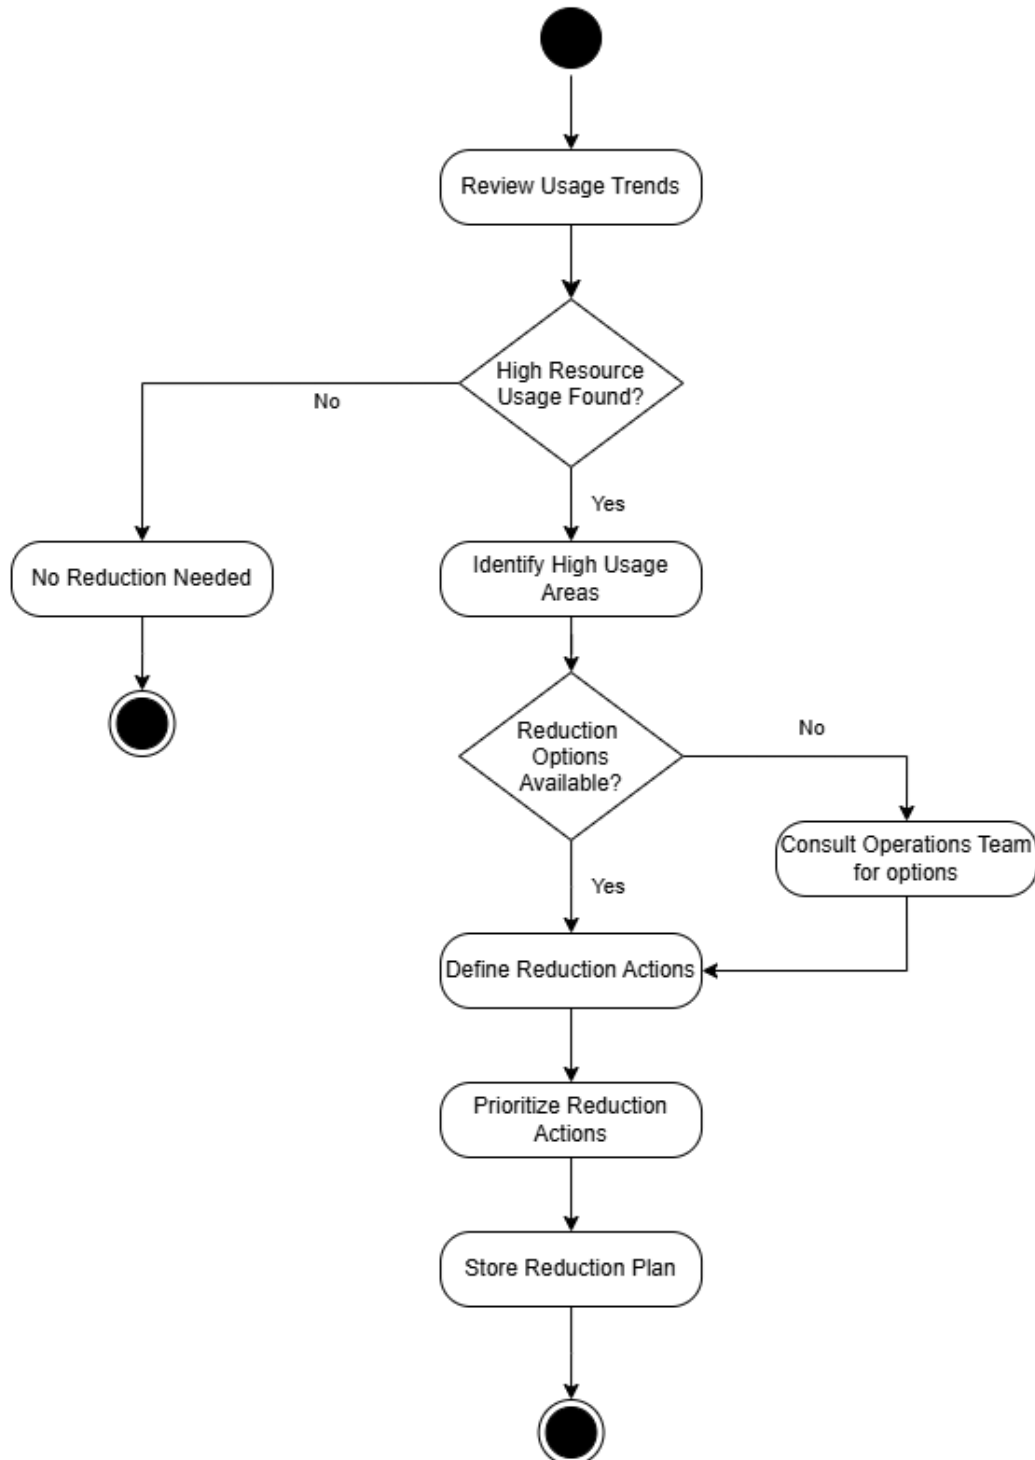 Review Usage Trends
High Resource
Usage Found?
No
Yes
No Reduction Needed
Identify High Usage
Areas
Reduction
Options
Available?
No
Consult Operations Team
for options
Yes
Define Reduction Actions
Prioritize Reduction
Actions
Store Reduction Plan